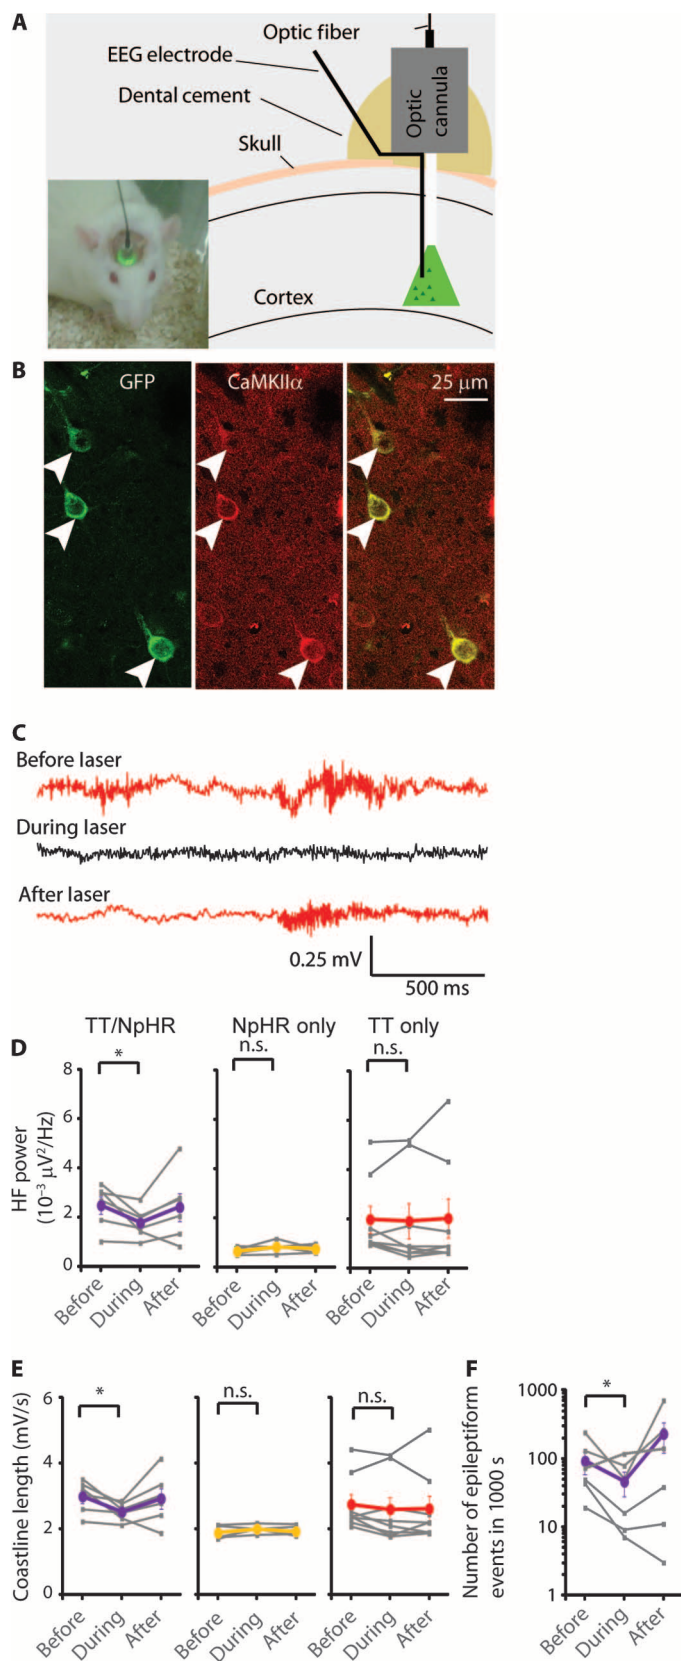 A
Optic fiber
EEG electrode
Dental cement
Optic
cannula
Skull
Cortex
B
GFP
CaMKIIα
25 μm
C
Before laser
During laser
After laser
0.25 mV
500 ms
TT/NpHR
NpHR only
TT only
D
*
n.s.
n.s.
HF power
(10⁻³ μV²/Hz)
8
6
4
2
0
Before
During
After
Before
During
After
Before
During
After
E
*
n.s.
n.s.
Coastline length (mV/s)
6
4
2
0
Before
During
After
Before
During
After
Before
During
After
F
*
Number of epileptiform
events in 1000 s
1000
100
10
1
Before
During
After